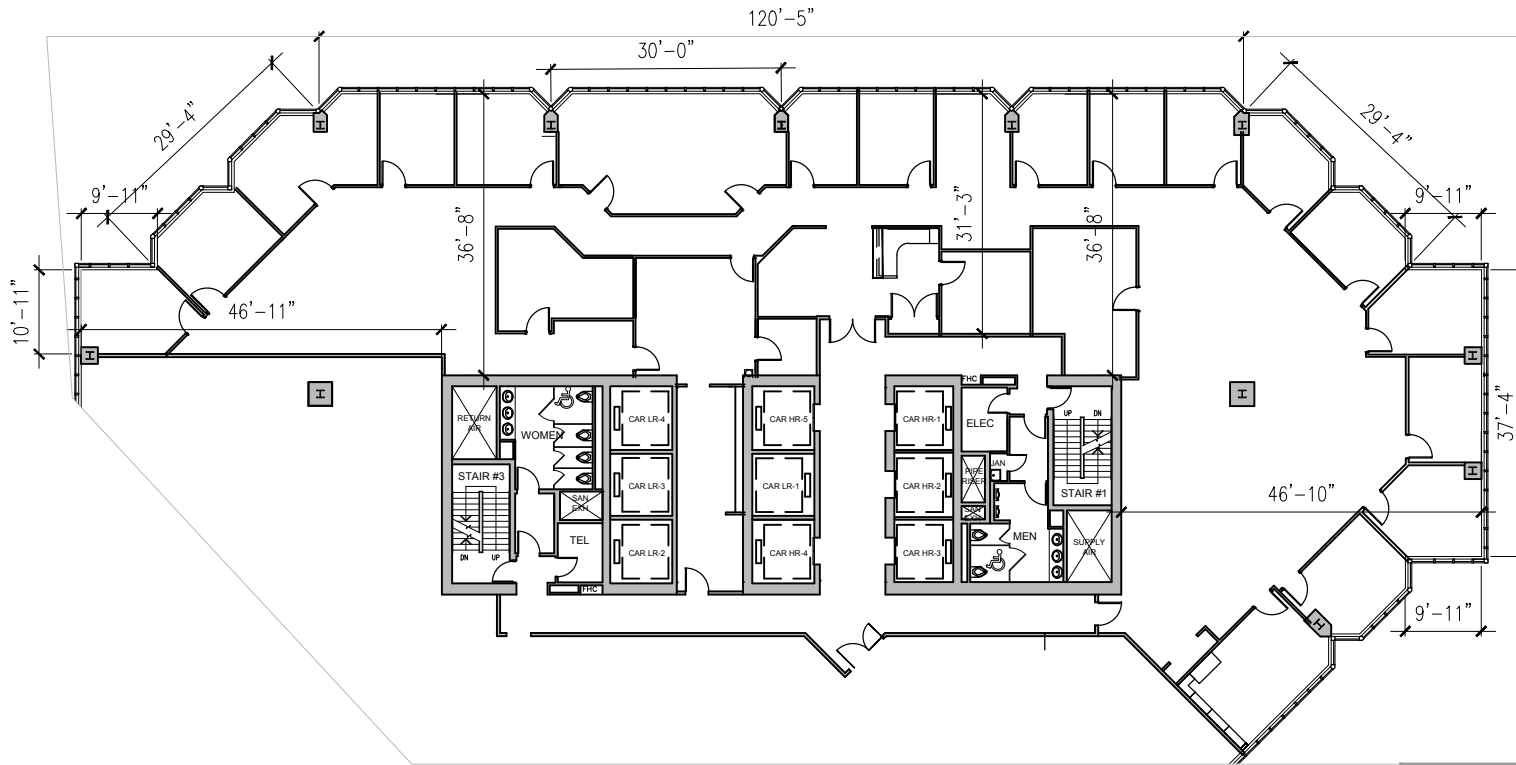 120'-5"
30'-0"
29'-4"
29'-4"
9'-11"
9'-11"
36'-8"
31'-3"
36'-8"
10'-11"
46'-11"
37'-4"
46'-10"
9'-11"
RETURN
AIR
WOMEN
STAIR #3
DN
UP
SAN
EXH
TEL
FHC
CAR LR-4
CAR LR-3
CAR LR-2
CAR HR-5
CAR LR-1
CAR HR-4
CAR HR-1
CAR HR-2
CAR HR-3
FHC
ELEC
JAN
PIPE
RISER
SAN
EXH
MEN
UP
DN
STAIR #1
SUPPLY
AIR
H
H
H
H
H
H
H
H
H
H
H